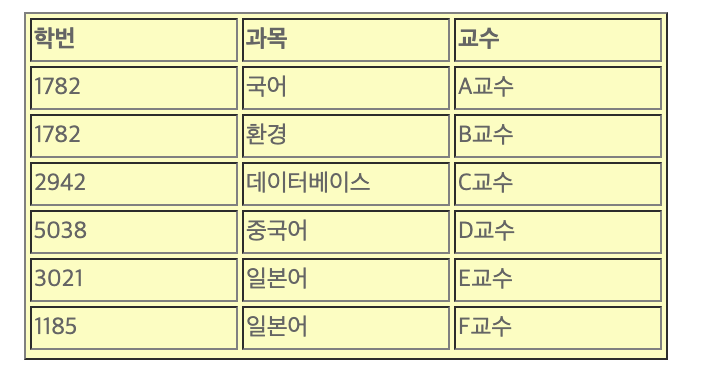 학번 과목 교수
1782 국어 A교수
1782 환경 B교수
2942 데이터베이스 C교수
5038 중국어 D교수
3021 일본어 E교수
1185 일본어 F교수